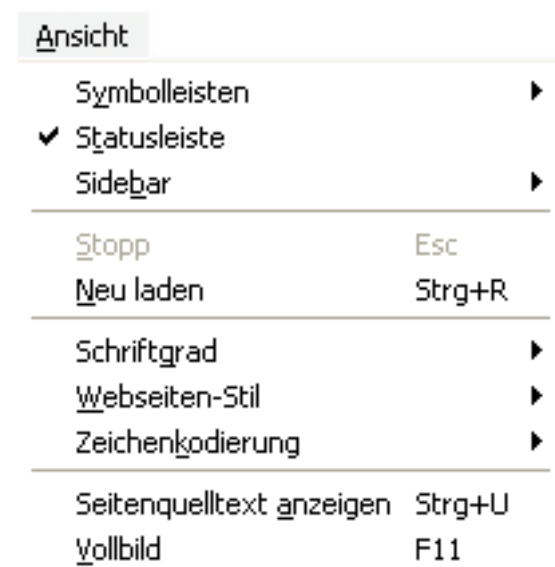 Ansicht
Symbolleisten
Statusleiste
Sidebar
Stopp Esc
Neu laden Strg+R
Schriftgrad
Webseiten-Stil
Zeichenkodierung
Seitenquelltext anzeigen Strg+U
Vollbild F11